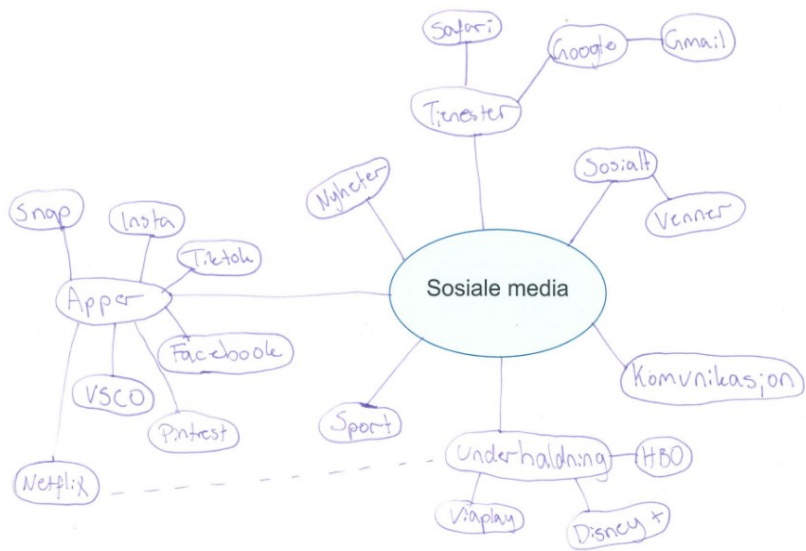 Safari
Google
Gmail
Tjenester
Sosialt
Venner
Nyheter
Snap
Insta
Tiktok
Apper
Sosiale media
Facebook
VSCO
Pintrest
Netflix
Sport
Komunikasjon
Underhaldning
HBO
Viaplay
Disney +